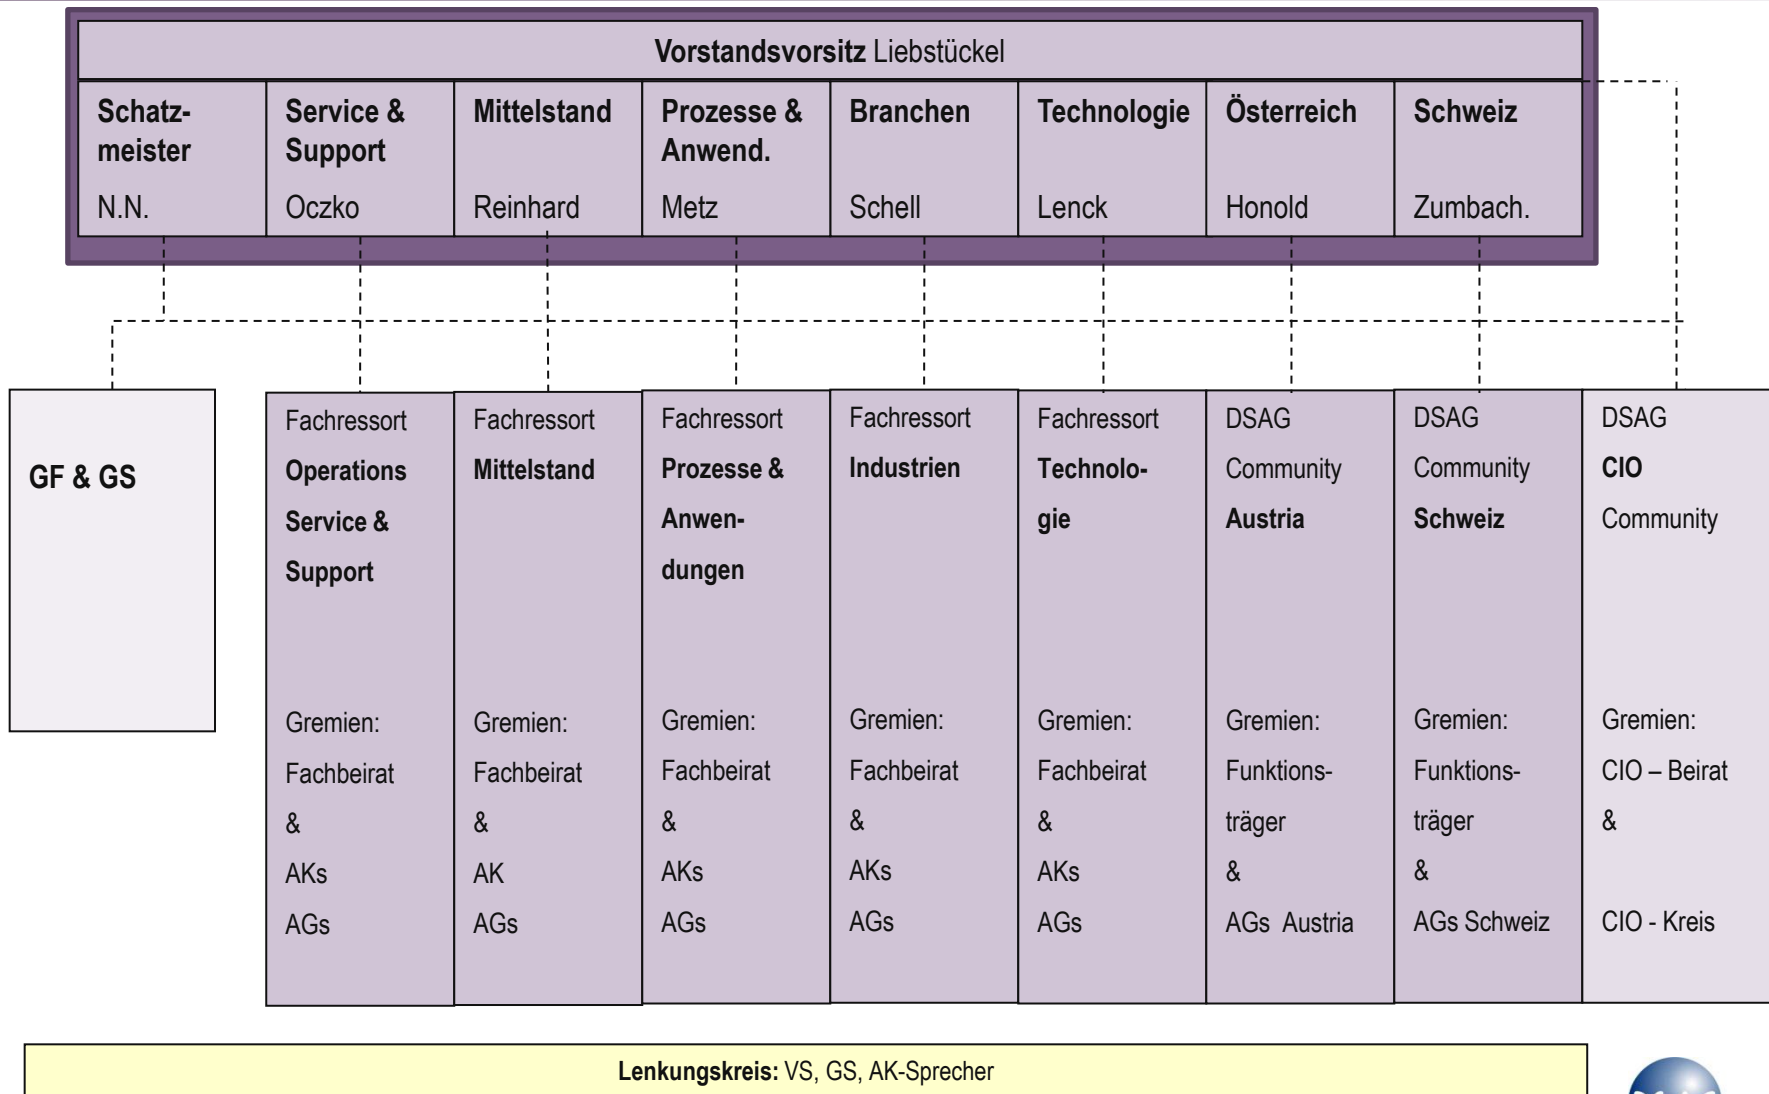 Vorstandsvorsitz Liebstückel
Schatz-
meister
N.N.
Service &
Support
Oczko
Mittelstand
Reinhard
Prozesse &
Anwend.
Metz
Branchen
Schell
Technologie
Lenck
Österreich
Honold
Schweiz
Zumbach.
GF & GS
Fachressort
Operations
Service &
Support
Gremien:
Fachbeirat
&
AKs
AGs
Fachressort
Mittelstand
Gremien:
Fachbeirat
&
AK
AGs
Fachressort
Prozesse &
Anwen-
dungen
Gremien:
Fachbeirat
&
AKs
AGs
Fachressort
Industrien
Gremien:
Fachbeirat
&
AKs
AGs
Fachressort
Technolo-
gie
Gremien:
Fachbeirat
&
AKs
AGs
DSAG
Community
Austria
Gremien:
Funktions-
träger
&
AGs Austria
DSAG
Community
Schweiz
Gremien:
Funktions-
träger
&
AGs Schweiz
DSAG
CIO
Community
Gremien:
CIO – Beirat
&
CIO - Kreis
Lenkungskreis: VS, GS, AK-Sprecher